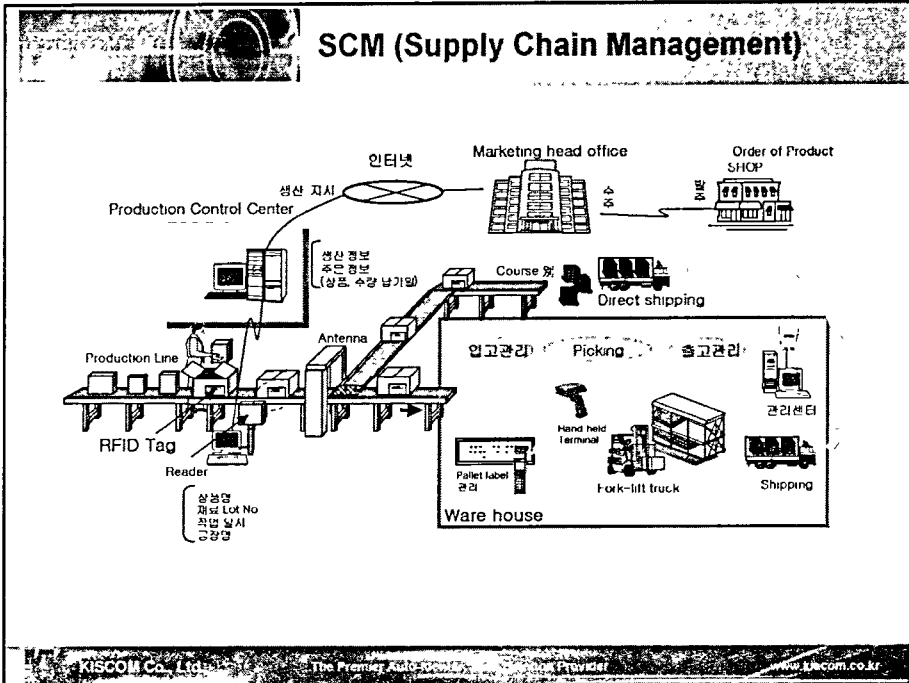 SCM (Supply Chain Management)
인터넷
Marketing head office
Order of Product
SHOP
생산 지시
수
주
Production Control Center
생산 정보
주문 정보
(상품, 수량 납기일)
Course
Direct shipping
Antenna
Production Line
입고관리
Picking
출고관리
관리센터
RFID Tag
Hand held
Terminal
Reader
Pallet label
관리
Fork-lift truck
Shipping
상품명
재료 Lot No
작업 일시
공장명
Ware house
KISCOM Co., Ltd
The Premier Auto
Provider
www.kiscom.co.kr